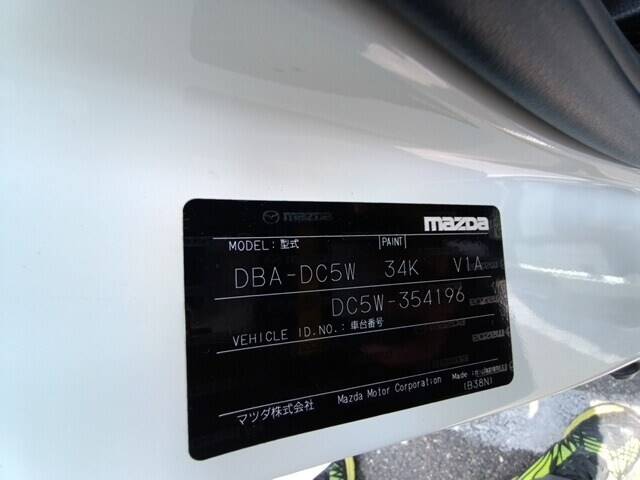 mazda mazda
MODEL: 型式 PAINT
DBA-DC5W 34K V1A
DC5W-354196
VEHICLE ID.NO.: 車台番号
マツダ株式会社 Mazda Motor Corporation Made
(B38N)